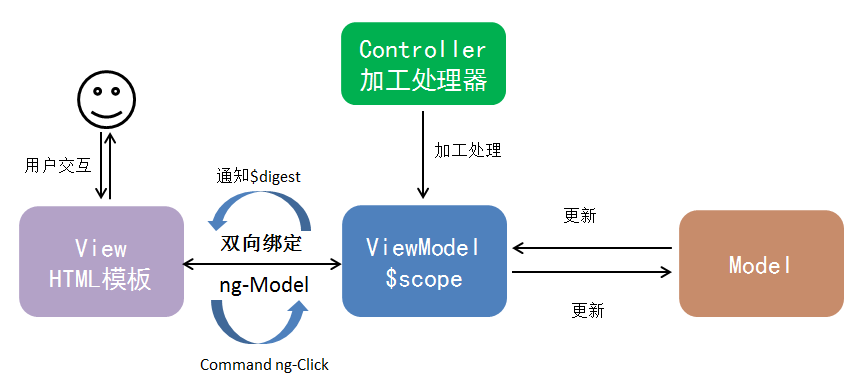 Controller
加工处理器
用户交互
加工处理
通知$digest
更新
View
HTML模板
双向绑定
ng-Model
ViewModel
$scope
Model
更新
Command ng-Click